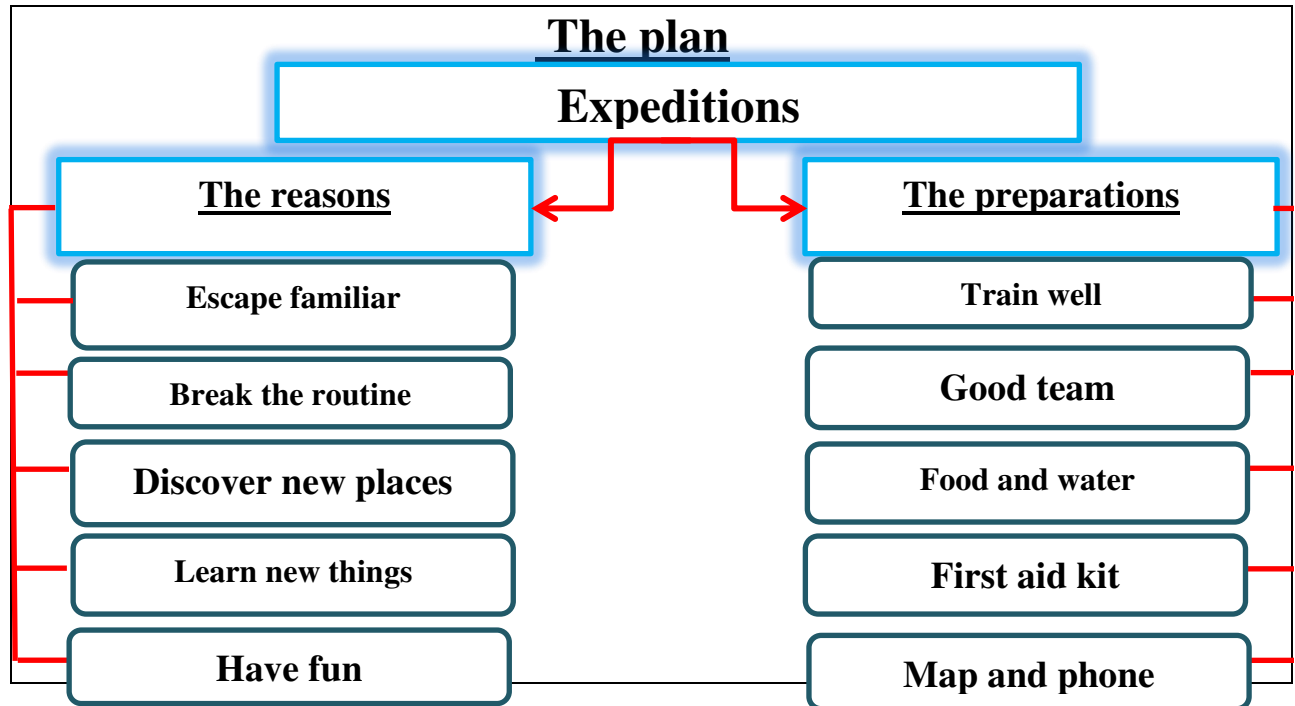 The plan
Expeditions
The reasons
Escape familiar
Break the routine
Discover new places
Learn new things
Have fun
The preparations
Train well
Good team
Food and water
First aid kit
Map and phone